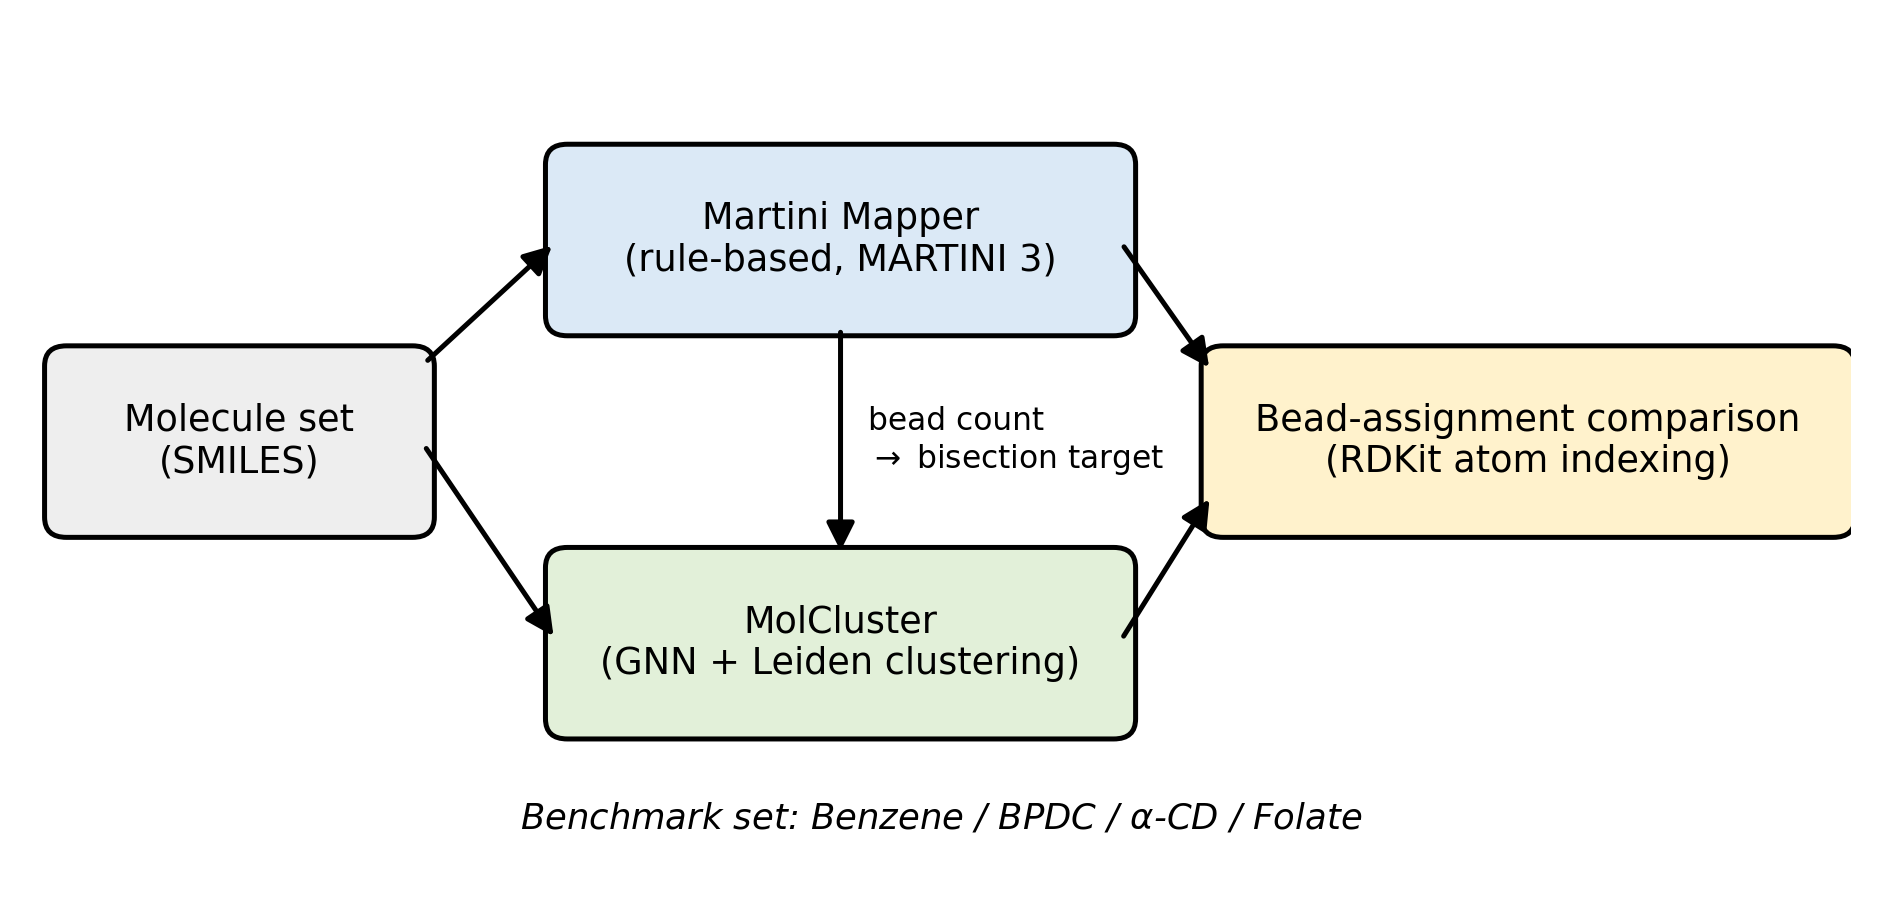 Martini Mapper
(rule-based, MARTINI 3)
Molecule set
(SMILES)
bead count
→ bisection target
Bead-assignment comparison
(RDKit atom indexing)
MolCluster
(GNN + Leiden clustering)
Benchmark set: Benzene / BPDC / α-CD / Folate